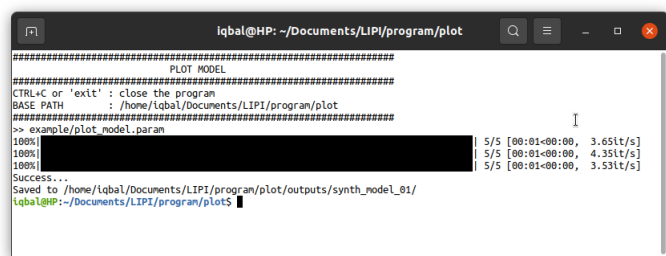 iqbal@HP: ~/Documents/LIPI/program/plot
####################################################################
PLOT MODEL
####################################################################
CTRL+C or 'exit' : close the program
BASE PATH : /home/iqbal/Documents/LIPI/program/plot
####################################################################
>> example/plot_model.param
100%| | 5/5 [00:01<00:00, 3.65it/s]
100%| | 5/5 [00:01<00:00, 4.35it/s]
100%| | 5/5 [00:01<00:00, 3.53it/s]
Success...
Saved to /home/iqbal/Documents/LIPI/program/plot/outputs/synth_model_01/
iqbal@HP:~/Documents/LIPI/program/plot$